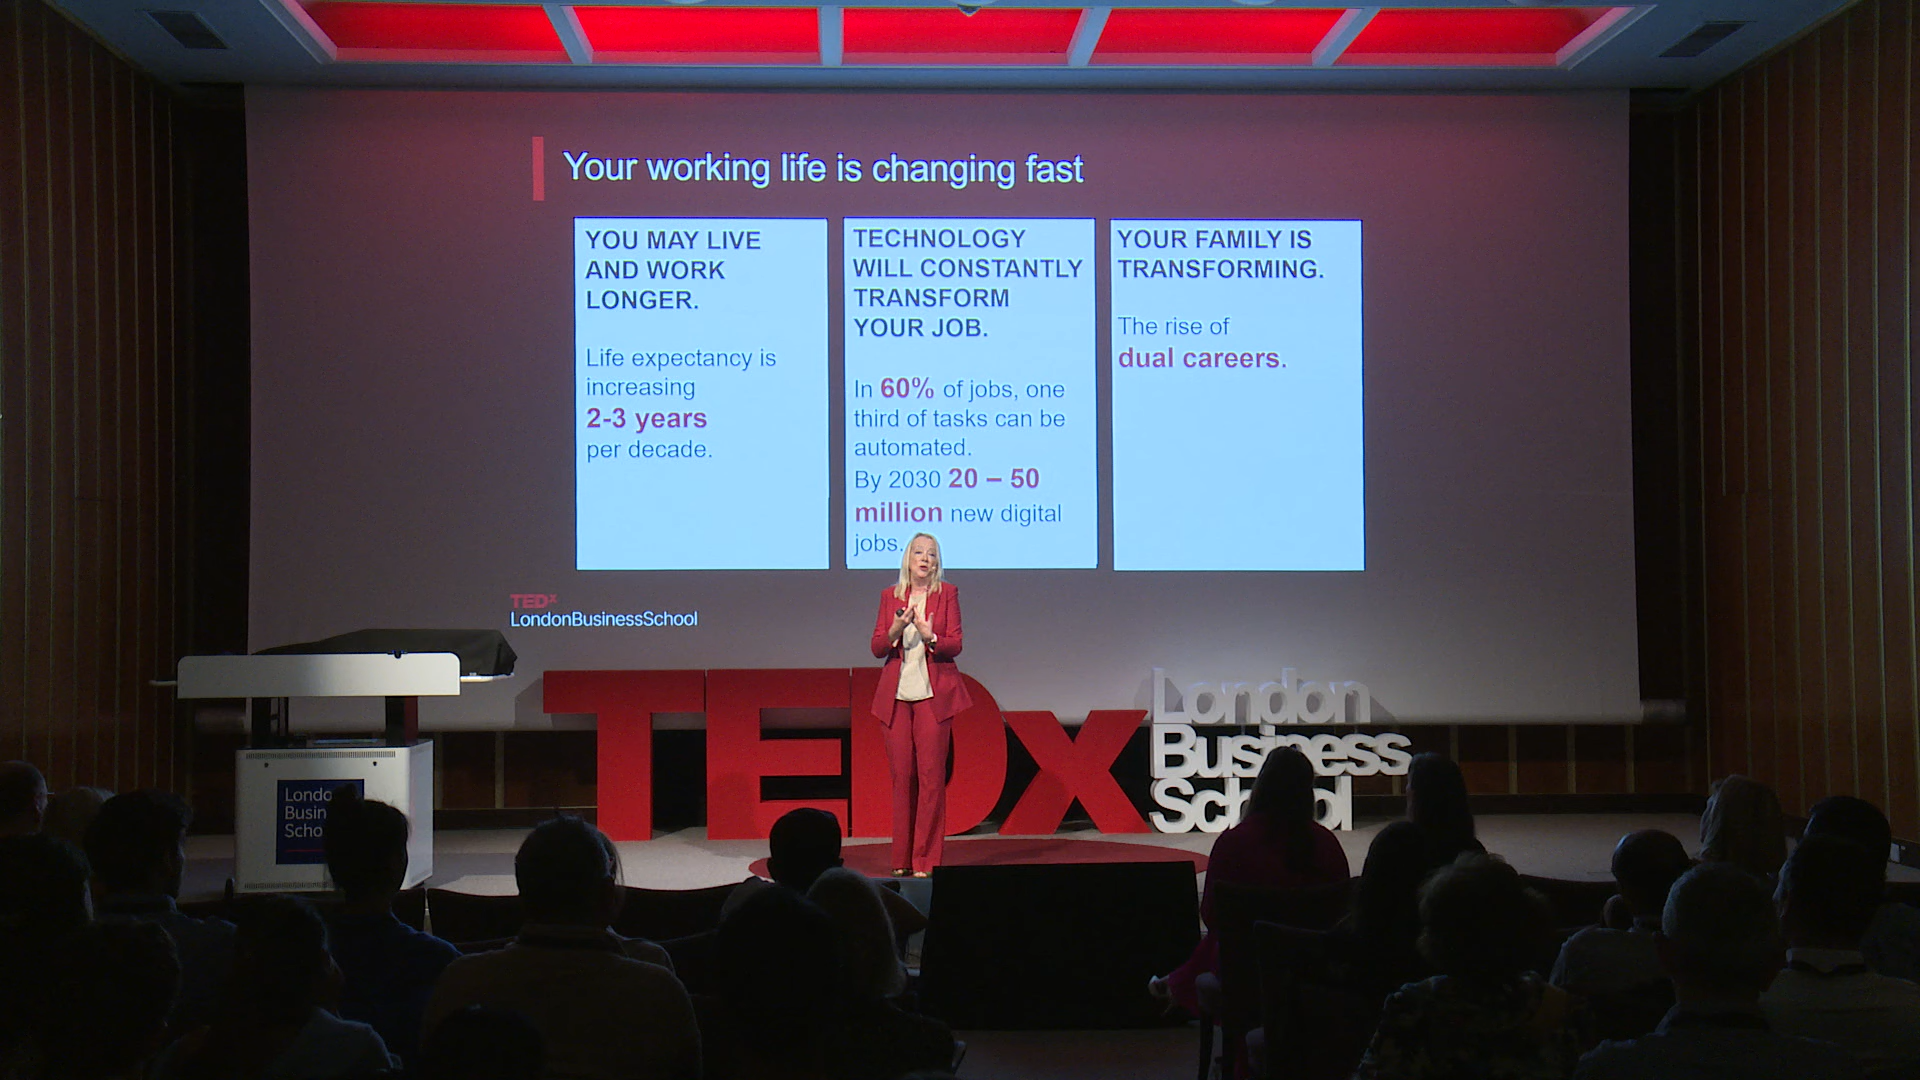 Your working life is changing fast
YOU MAY LIVE
AND WORK
LONGER.
Life expectancy is
increasing
2-3 years
per decade.
TECHNOLOGY
WILL CONSTANTLY
TRANSFORM
YOUR JOB.
In 60% of jobs, one
third of tasks can be
automated.
By 2030 20 – 50
million new digital
jobs.
YOUR FAMILY IS
TRANSFORMING.
The rise of
dual careers.
TEDx
LondonBusinessSchool
TEDx
London
Business
School
Londo
Busin
Scho